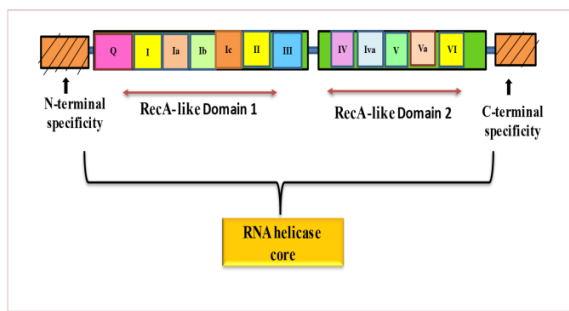 Q I Ia Ib Ic II III IV Iva V Va VI
N-terminal
specificity
RecA-like Domain 1
RecA-like Domain 2
C-terminal
specificity
RNA helicase
core